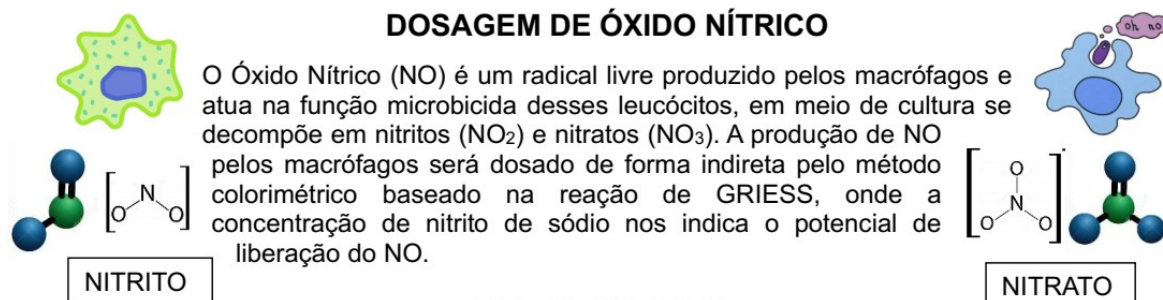 DOSAGEM DE ÓXIDO NÍTRICO
oh no
O Óxido Nítrico (NO) é um radical livre produzido pelos macrófagos e
atua na função microbicida desses leucócitos, em meio de cultura se
decompõe em nitritos (NO₂) e nitratos (NO₃). A produção de NO
pelos macrófagos será dosado de forma indireta pelo método
colorimétrico baseado na reação de GRIESS, onde a
concentração de nitrito de sódio nos indica o potencial de
liberação do NO.
N
O O
O
N
O O
NITRITO
NITRATO